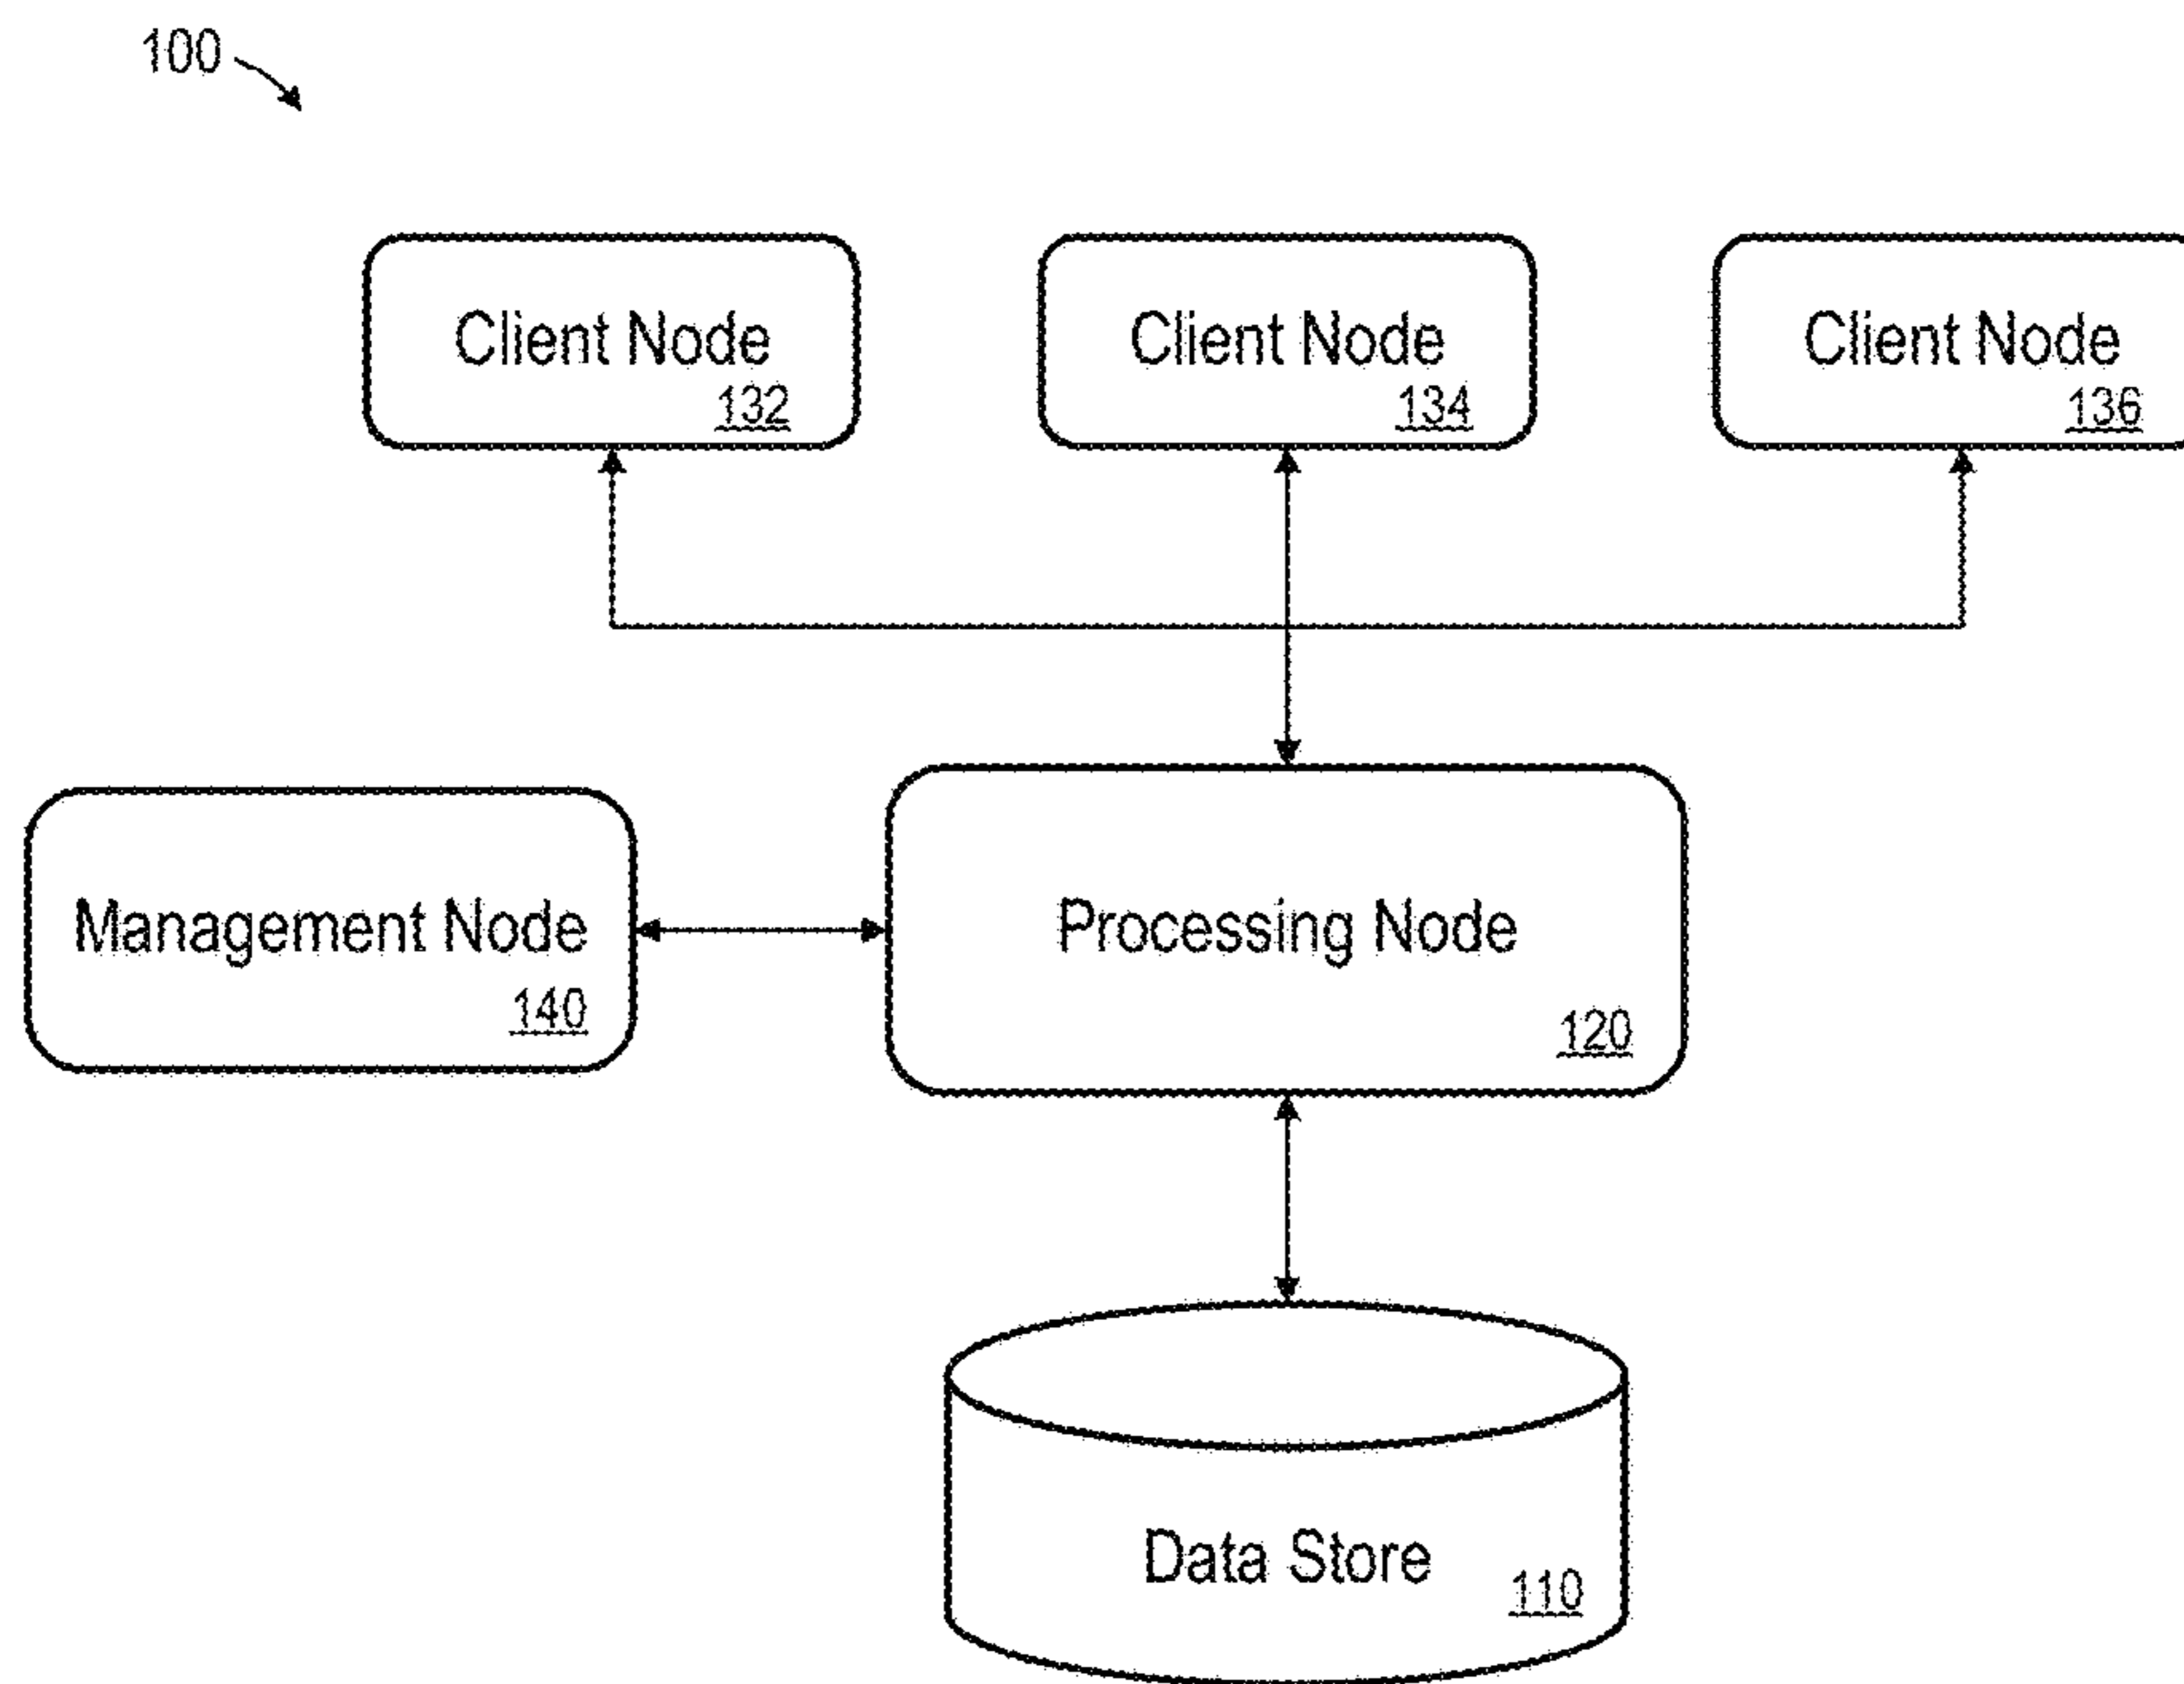 100
Client Node
132
Client Node
134
Client Node
136
Management Node
140
Processing Node
120
Data Store
110